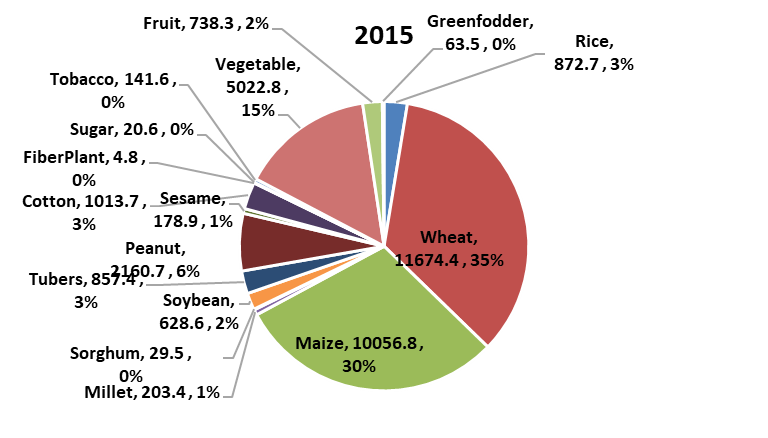 2015
Fruit, 738.3 , 2%
Greenfodder,
63.5 , 0%
Rice,
872.7 , 3%
Vegetable,
5022.8 ,
15%
Tobacco, 141.6 ,
0%
Sugar, 20.6 , 0%
FiberPlant, 4.8 ,
0%
Cotton, 1013.7 ,
3%
Sesame,
178.9 , 1%
Peanut,
2160.7 , 6%
Tubers, 857.4 ,
3%
Soybean,
628.6 , 2%
Sorghum, 29.5 ,
0%
Millet, 203.4 , 1%
Maize, 10056.8 ,
30%
Wheat,
11674.4 , 35%